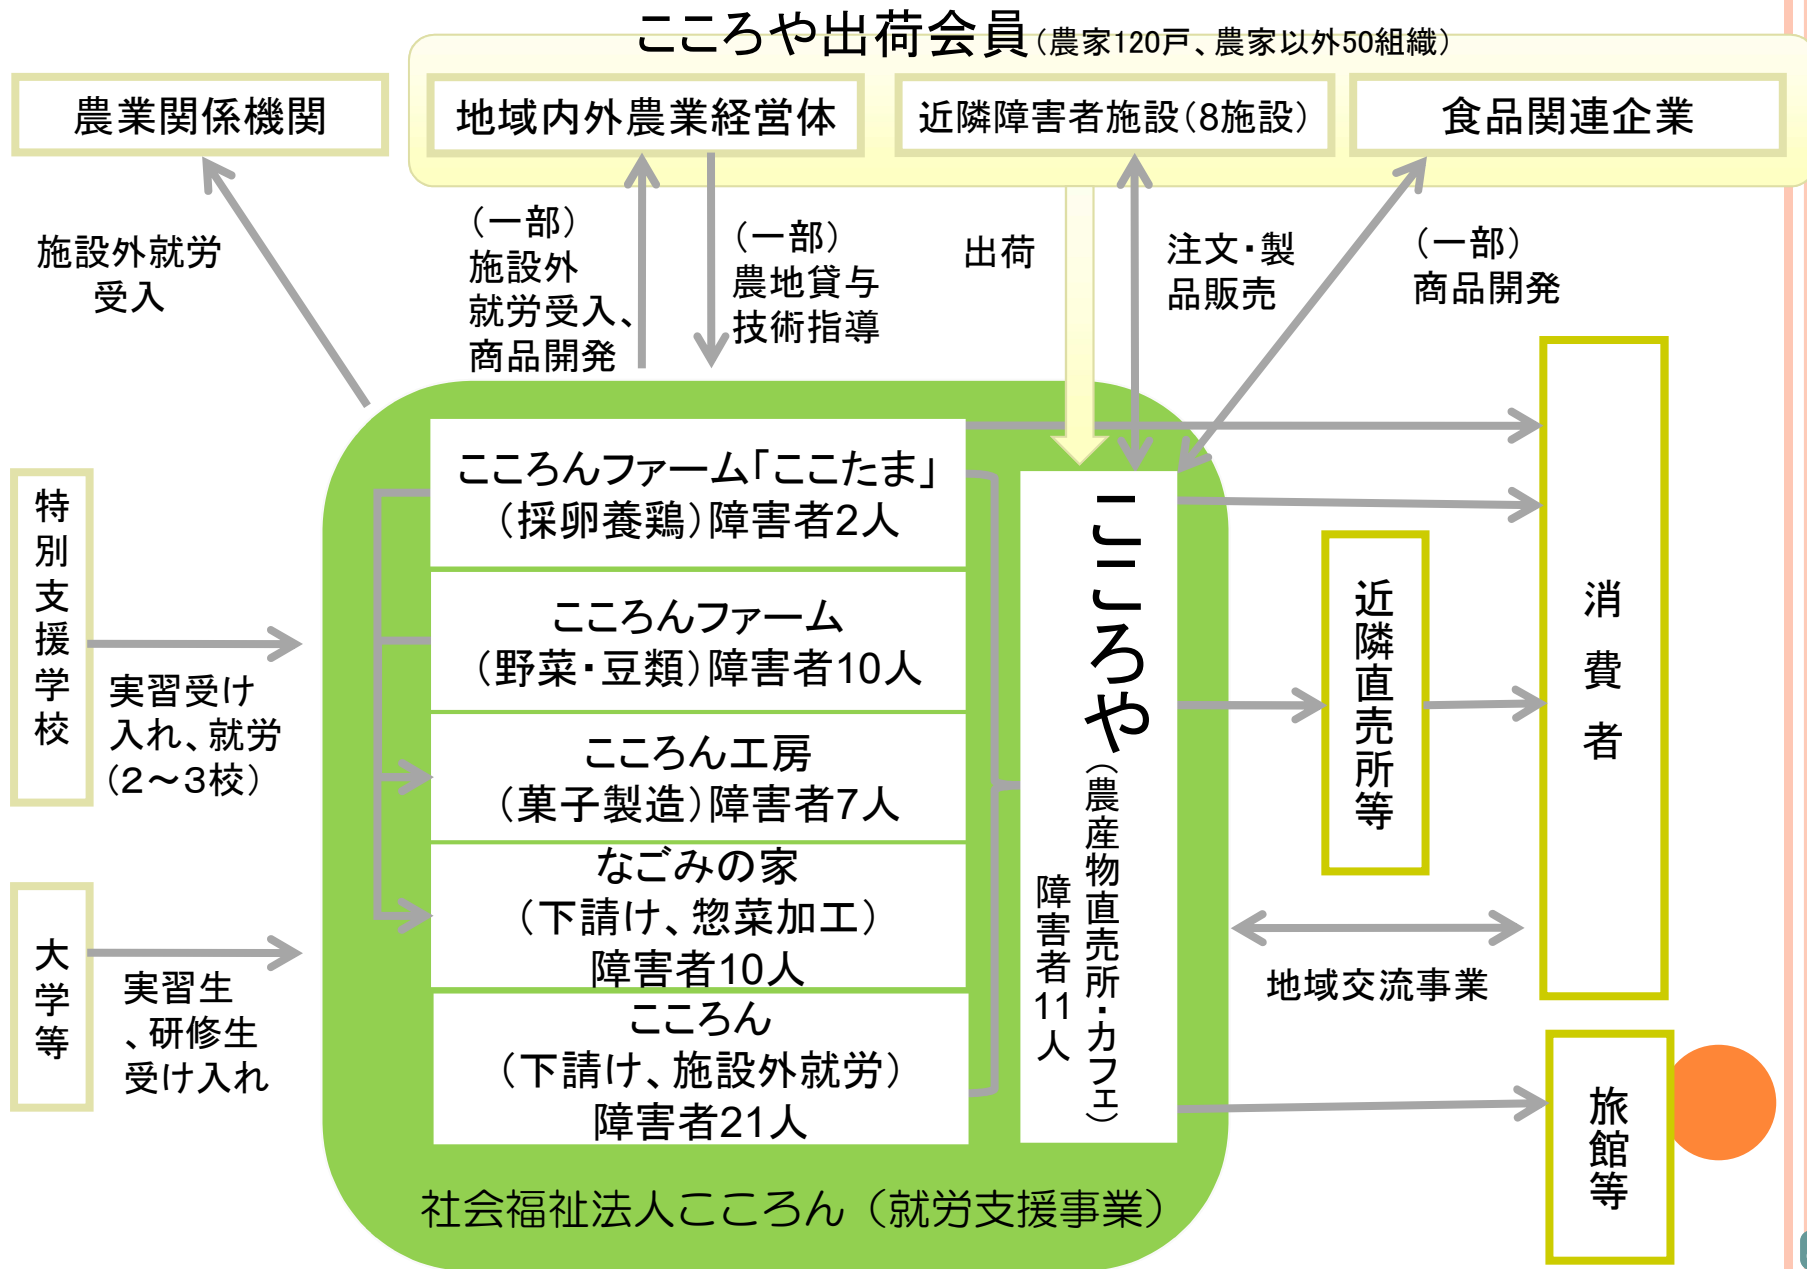 こころや出荷会員(農家120戸、農家以外50組織)
農業関係機関
地域内外農業経営体
近隣障害者施設(8施設)
食品関連企業
施設外就労
受入
(一部)
施設外
就労受入、
商品開発
(一部)
農地貸与
技術指導
出荷
注文・製
品販売
(一部)
商品開発
特別支援学校
実習受け
入れ、就労
(2～3校)
大学等
実習生
、研修生
受け入れ
こころんファーム「ここたま」
(採卵養鶏)障害者2人
こころんファーム
(野菜・豆類)障害者10人
こころん工房
(菓子製造)障害者7人
なごみの家
(下請け、惣菜加工)
障害者10人
こころん
(下請け、施設外就労)
障害者21人
こころや(農産物直売所・カフェ)
障害者11人
社会福祉法人こころん(就労支援事業)
近隣直売所等
消費者
地域交流事業
旅館等